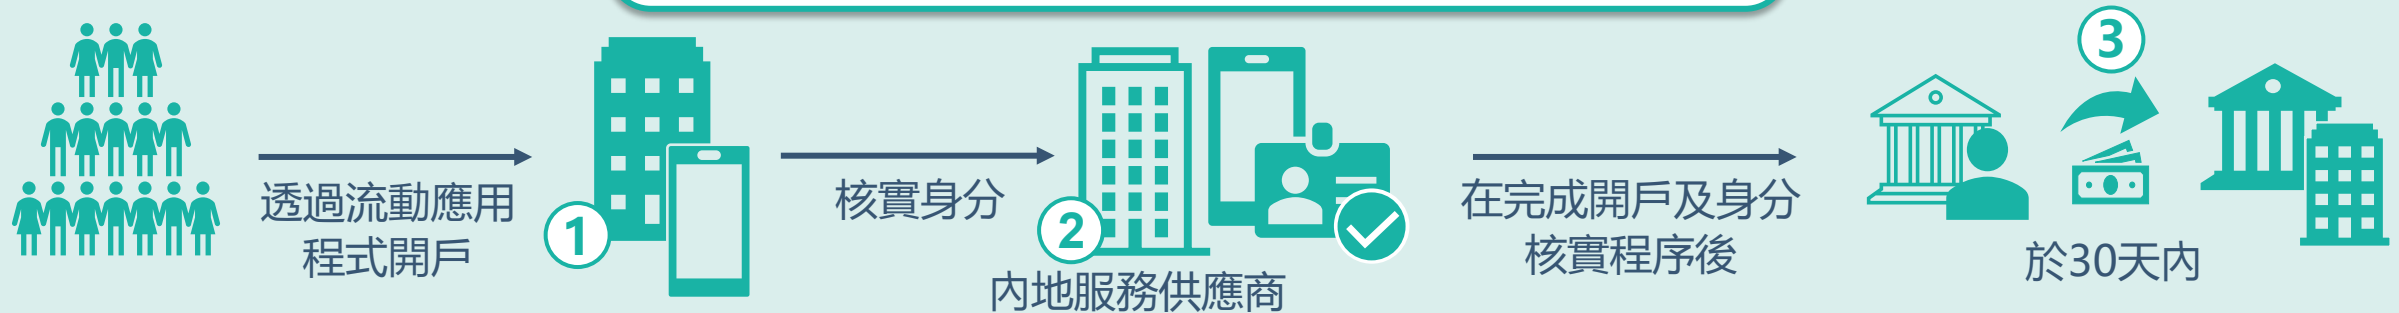 透過流動應用
程式開戶
1
核實身分
2
內地服務供應商
在完成開戶及身分
核實程序後
3
於30天內